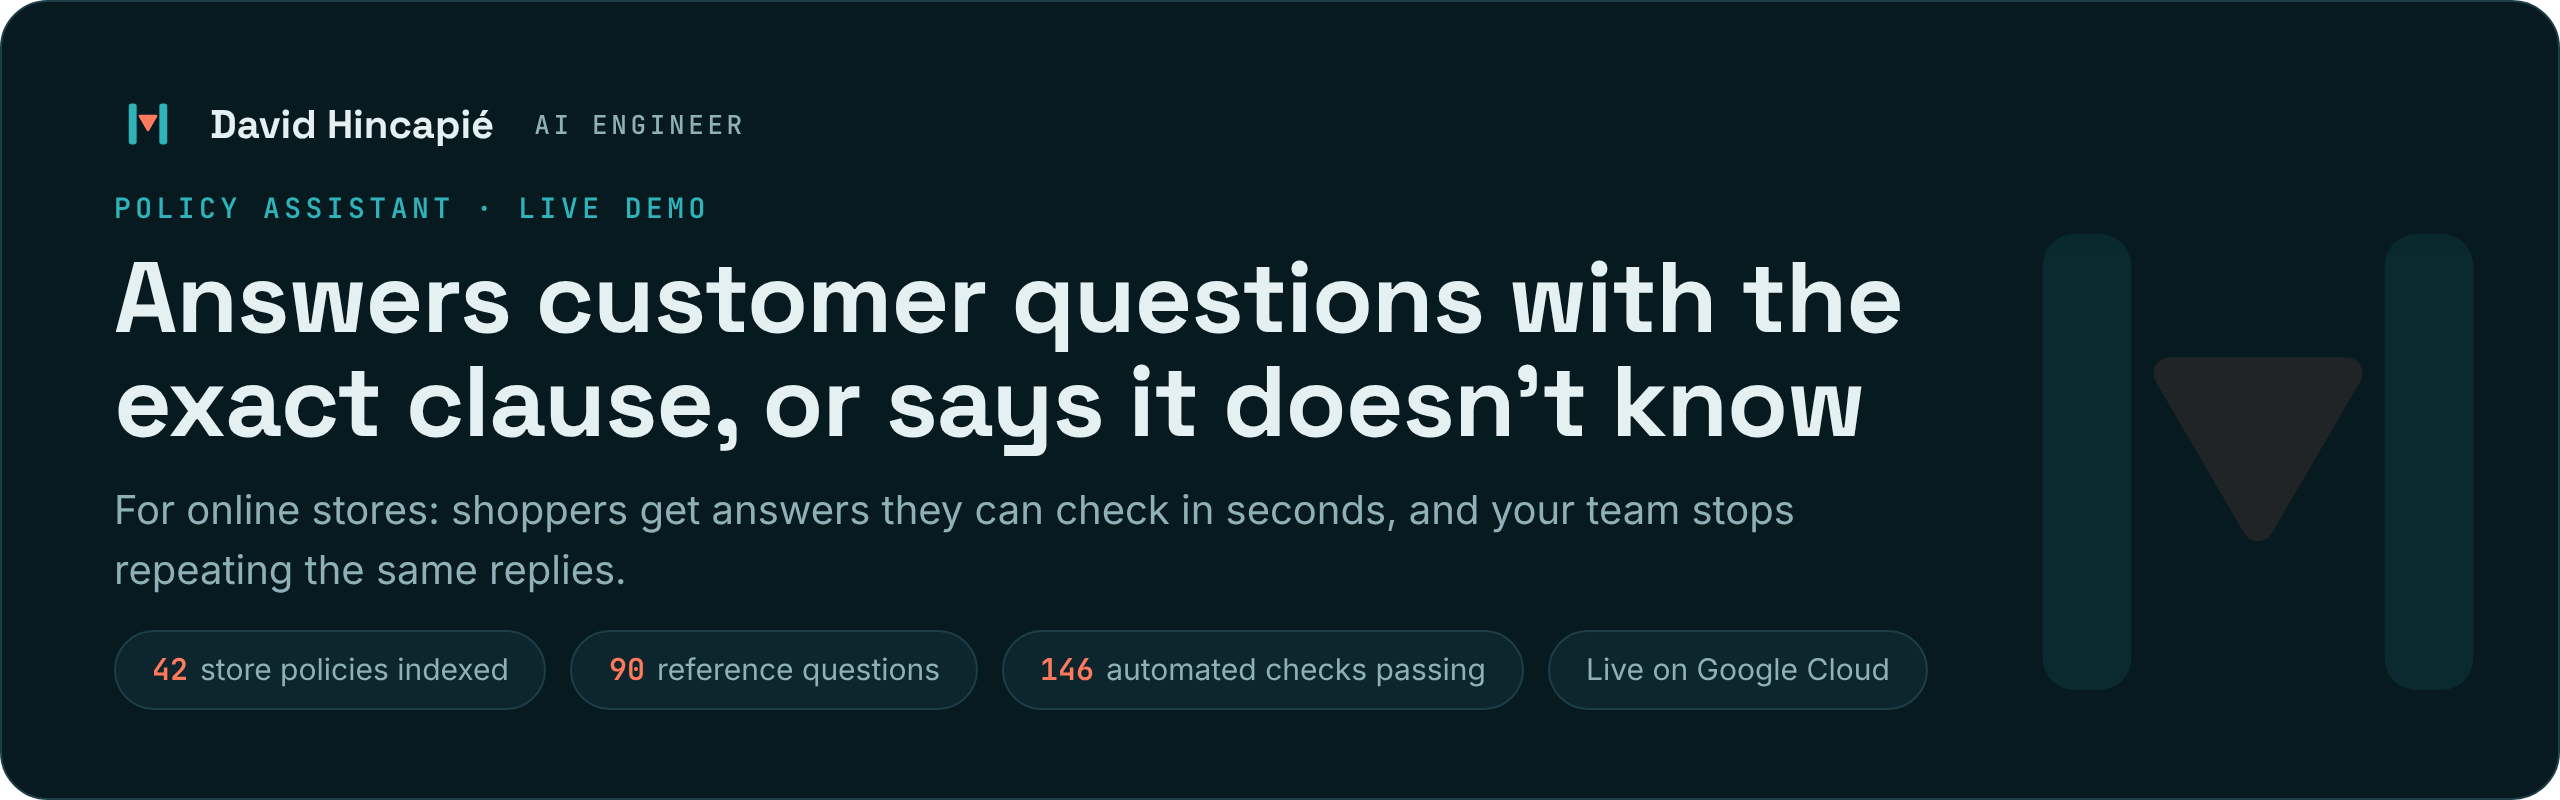 David Hincapié AI ENGINEER
POLICY ASSISTANT · LIVE DEMO
Answers customer questions with the
exact clause, or says it doesn’t know
For online stores: shoppers get answers they can check in seconds, and your team stops
repeating the same replies.
42 store policies indexed 90 reference questions 146 automated checks passing Live on Google Cloud